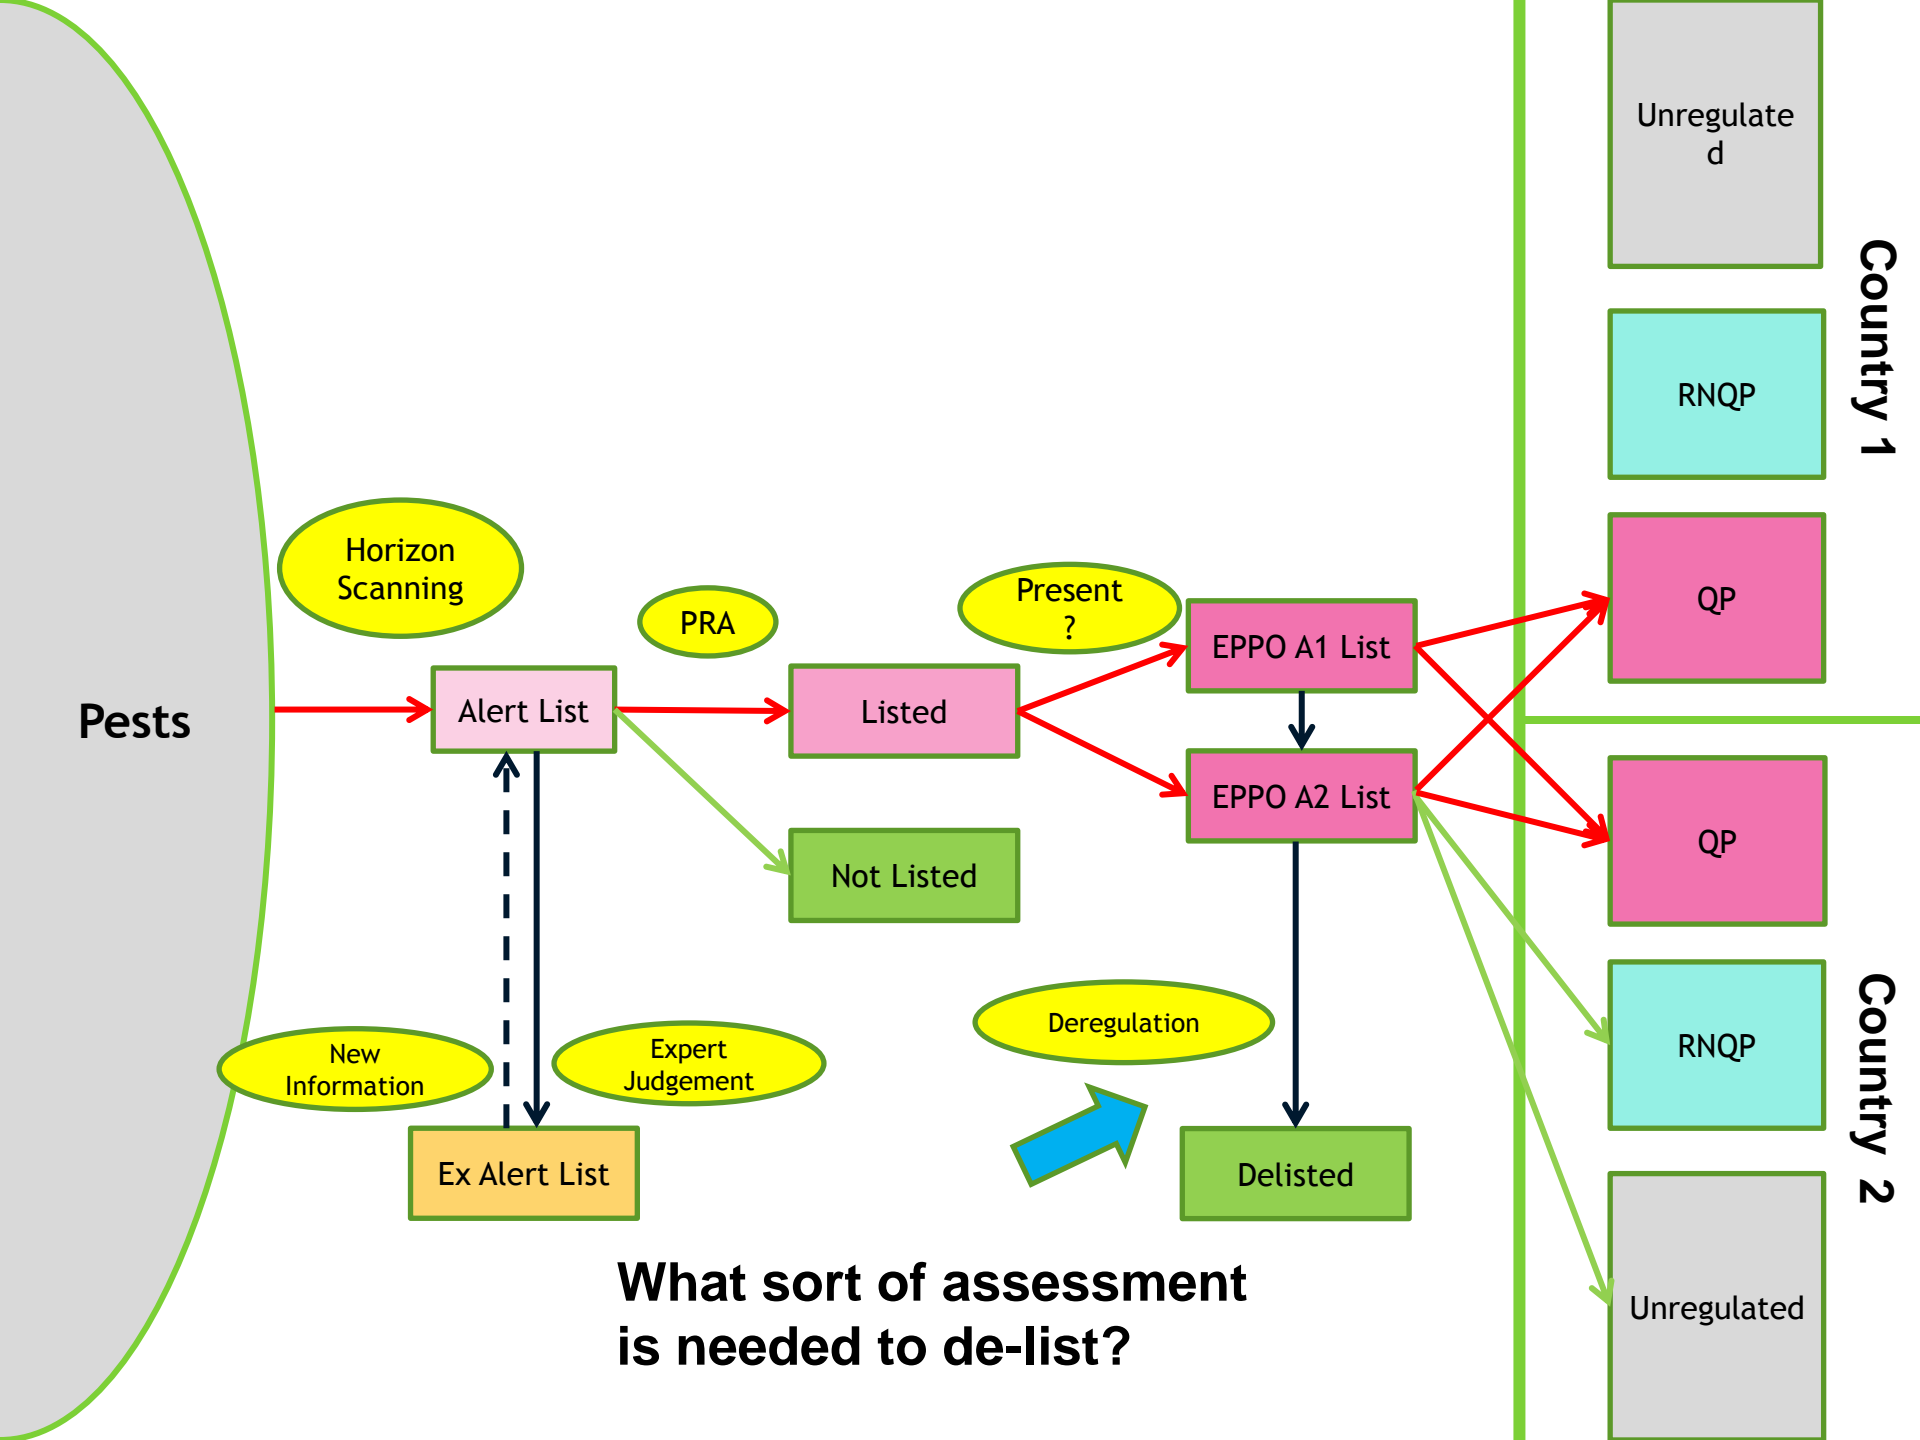 Unregulate
d
Country 1
RNQP
Horizon
Scanning
PRA
Present
?
QP
EPPO A1 List
Pests
Alert List
Listed
EPPO A2 List
QP
Not Listed
New
Information
Expert
Judgement
Deregulation
RNQP
Country 2
Ex Alert List
Delisted
Unregulated
What sort of assessment
is needed to de-list?